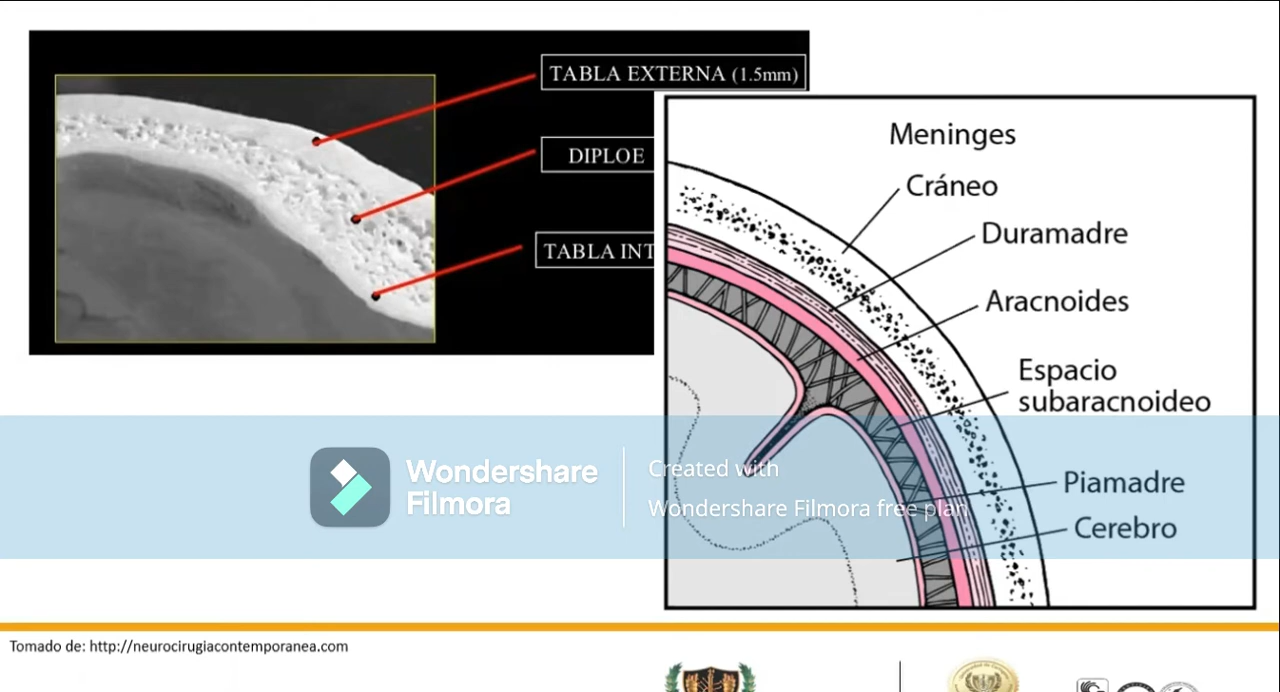 TABLA EXTERNA (1.5mm)
DIPLOE
TABLA INT
Meninges
Cráneo
Duramadre
Aracnoides
Espacio
subaracnoideo
Piamadre
Cerebro
Wondershare
Filmora
Created with
Wondershare Filmora free plan
Tomado de: http://neurocirugiacontemporanea.com